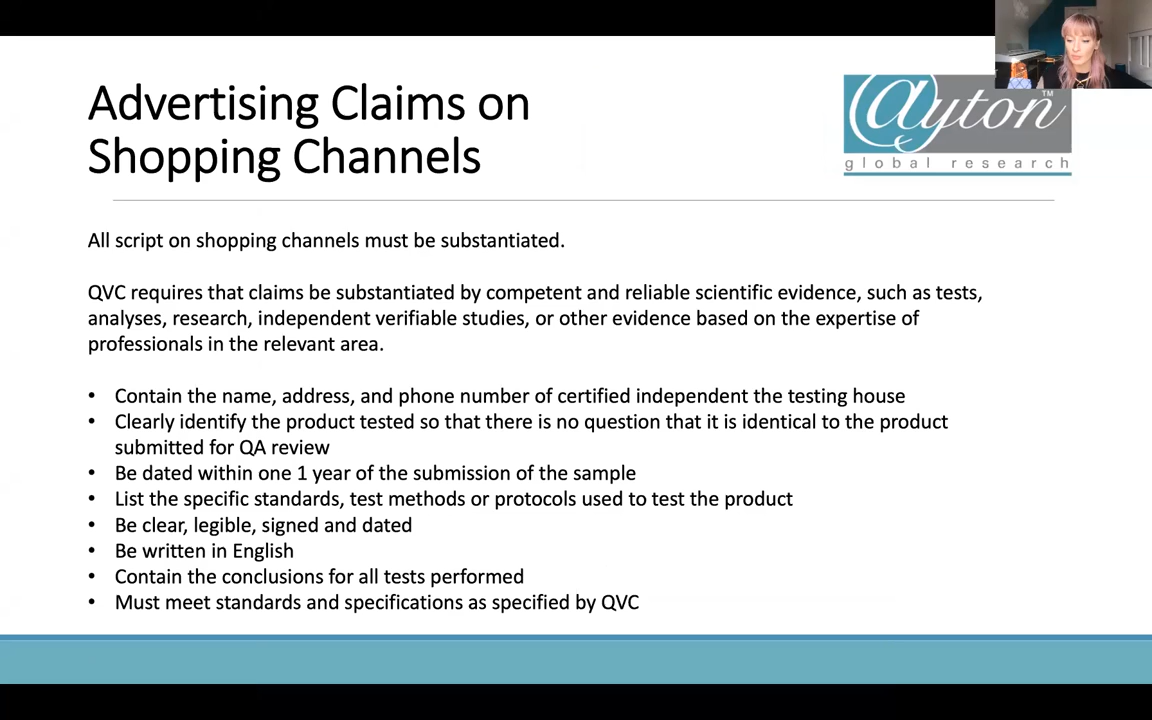 Advertising Claims on
Shopping Channels
@yton™
global research
All script on shopping channels must be substantiated.
QVC requires that claims be substantiated by competent and reliable scientific evidence, such as tests,
analyses, research, independent verifiable studies, or other evidence based on the expertise of
professionals in the relevant area.
• Contain the name, address, and phone number of certified independent the testing house
• Clearly identify the product tested so that there is no question that it is identical to the product
submitted for QA review
• Be dated within one 1 year of the submission of the sample
• List the specific standards, test methods or protocols used to test the product
• Be clear, legible, signed and dated
• Be written in English
• Contain the conclusions for all tests performed
• Must meet standards and specifications as specified by QVC